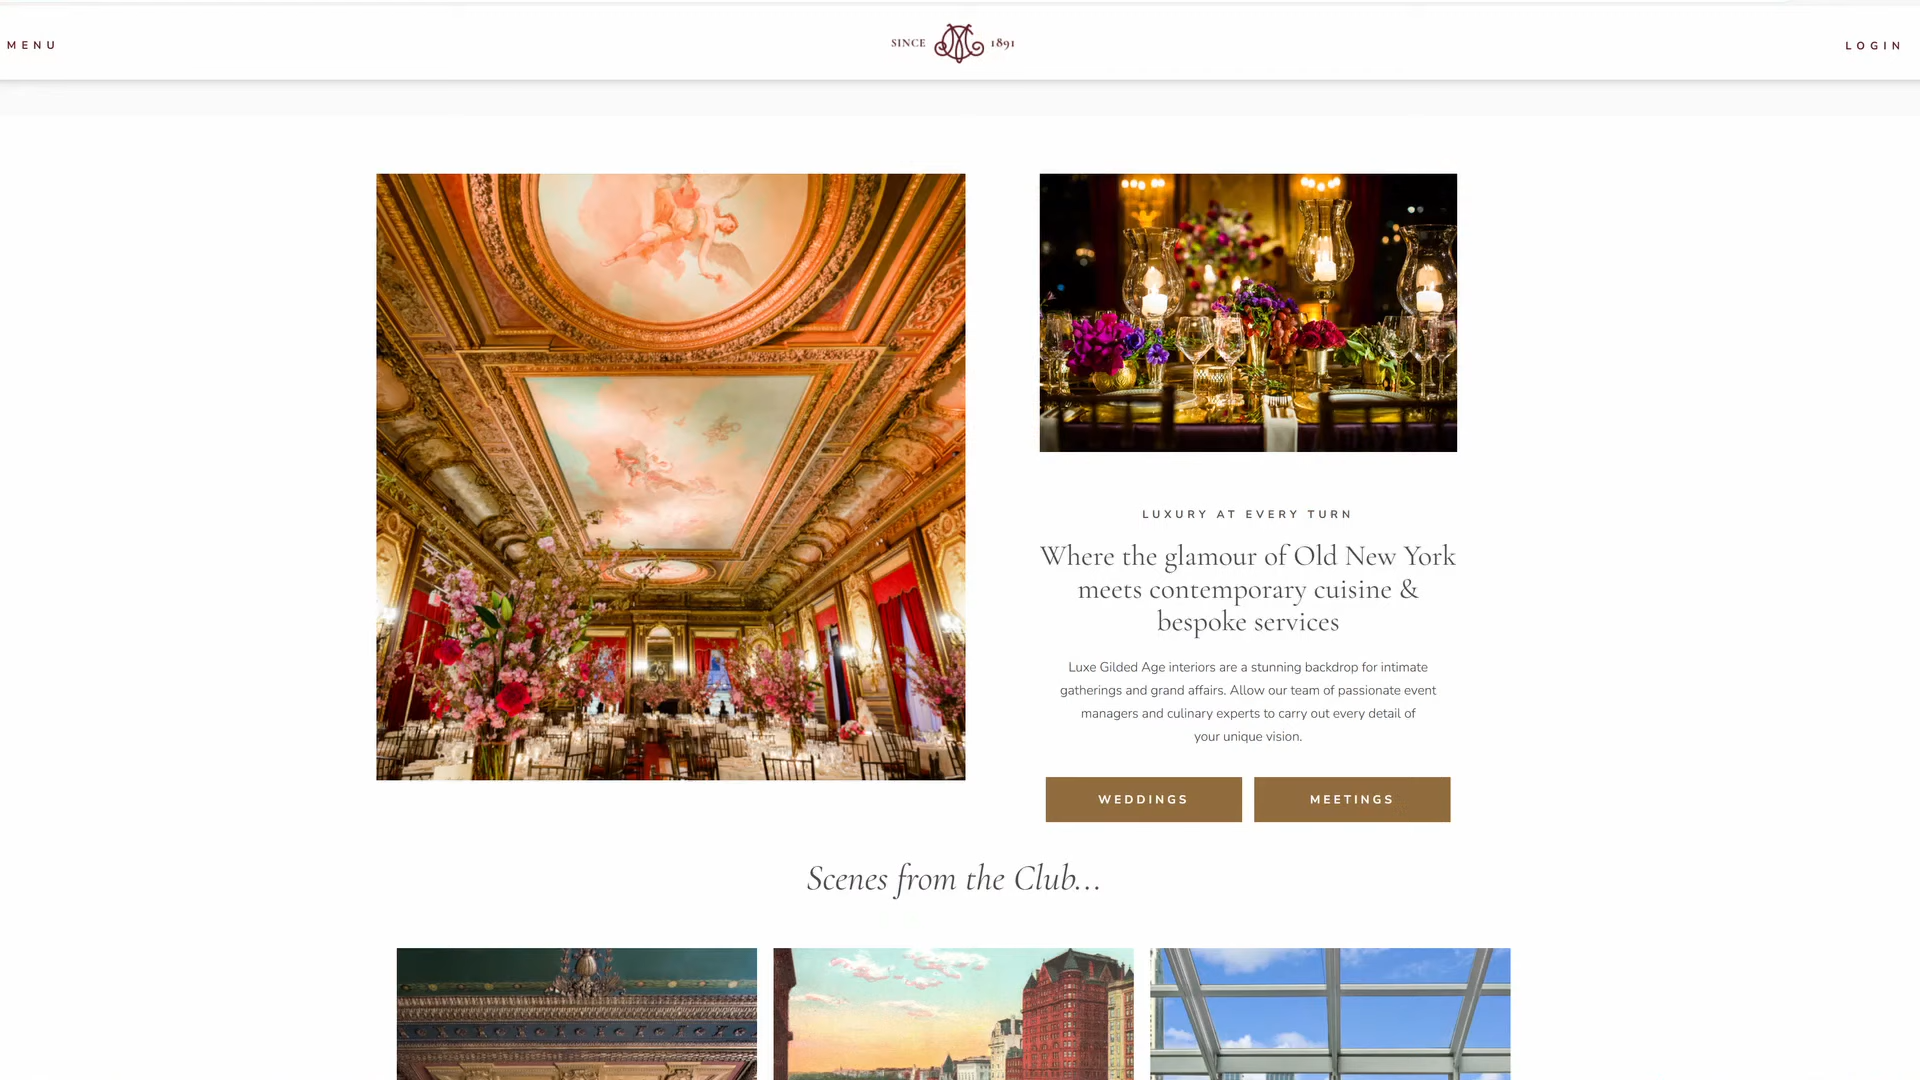 MENU
SINCE 1891
LOGIN
LUXURY AT EVERY TURN
Where the glamour of Old New York
meets contemporary cuisine &
bespoke services
Luxe Gilded Age interiors are a stunning backdrop for intimate
gatherings and grand affairs. Allow our team of passionate event
managers and culinary experts to carry out every detail of
your unique vision.
WEDDINGS
MEETINGS
Scenes from the Club...